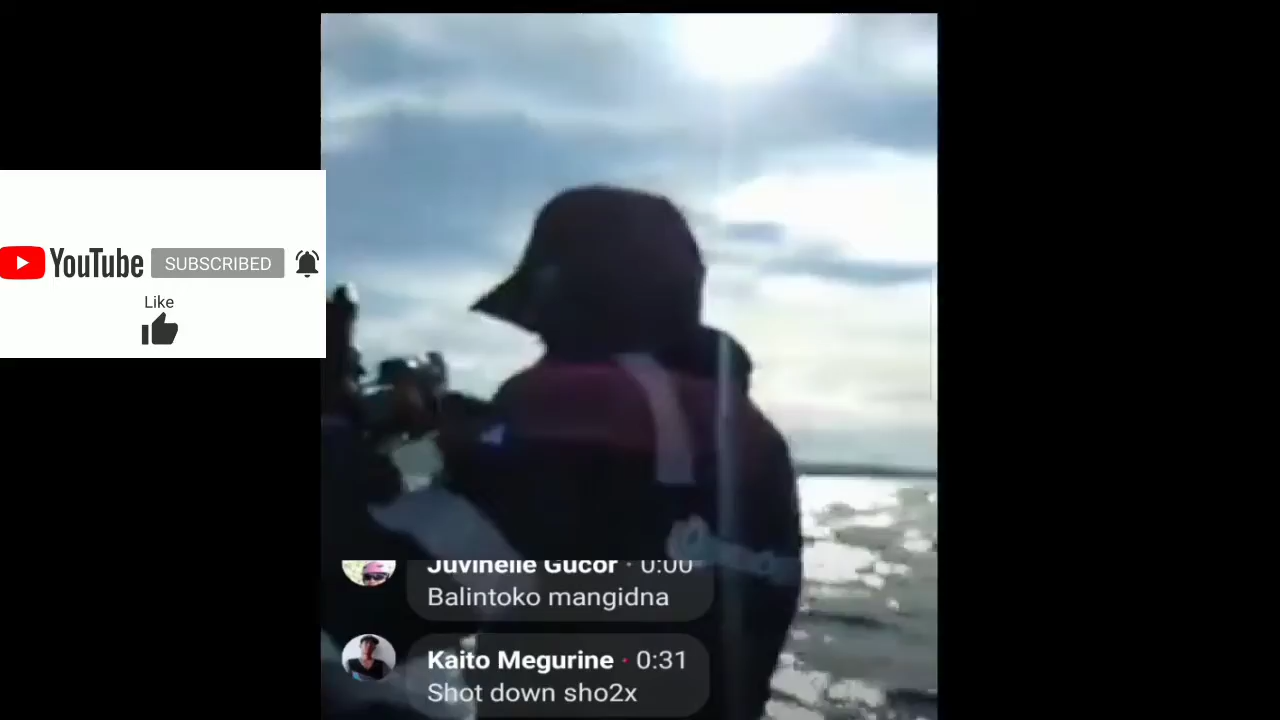 YouTube SUBSCRIBED
Like
Juvinelle Gucor · 0:00
Balintoko mangidna
Kaito Megurine · 0:31
Shot down sho2x